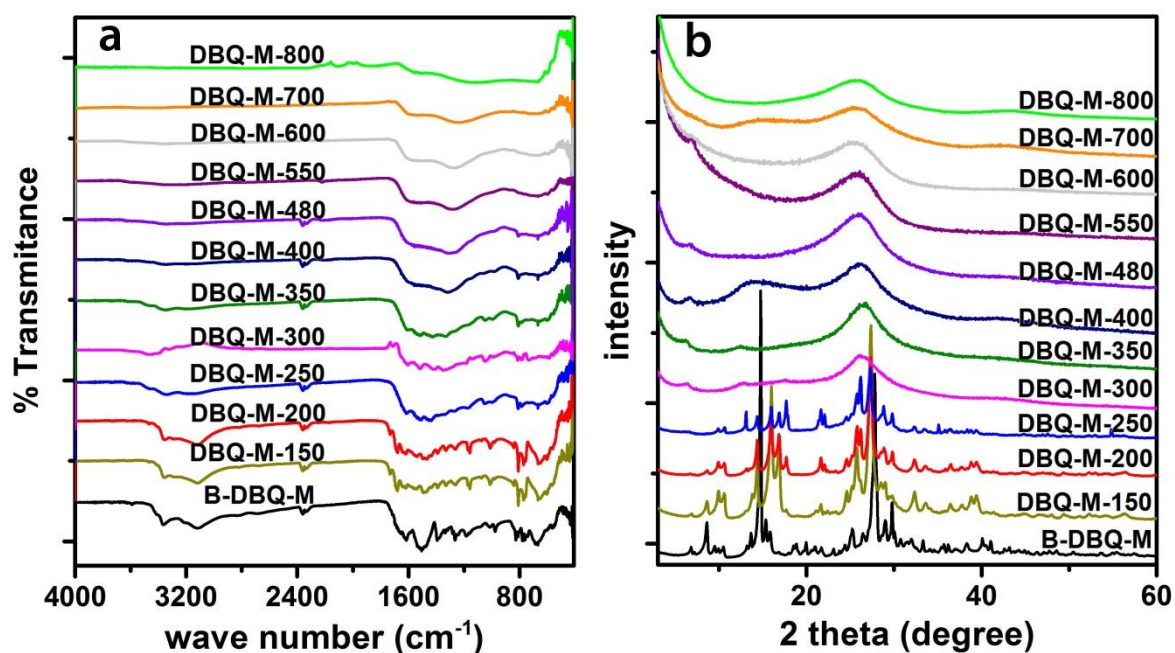 a
DBQ-M-800
DBQ-M-700
DBQ-M-600
DBQ-M-550
DBQ-M-480
DBQ-M-400
DBQ-M-350
DBQ-M-300
DBQ-M-250
DBQ-M-200
DBQ-M-150
B-DBQ-M
% Transmitance
4000 3200 2400 1600 800
wave number (cm⁻¹)
b
DBQ-M-800
DBQ-M-700
DBQ-M-600
DBQ-M-550
DBQ-M-480
DBQ-M-400
DBQ-M-350
DBQ-M-300
DBQ-M-250
DBQ-M-200
DBQ-M-150
B-DBQ-M
intensity
20 40 60
2 theta (degree)